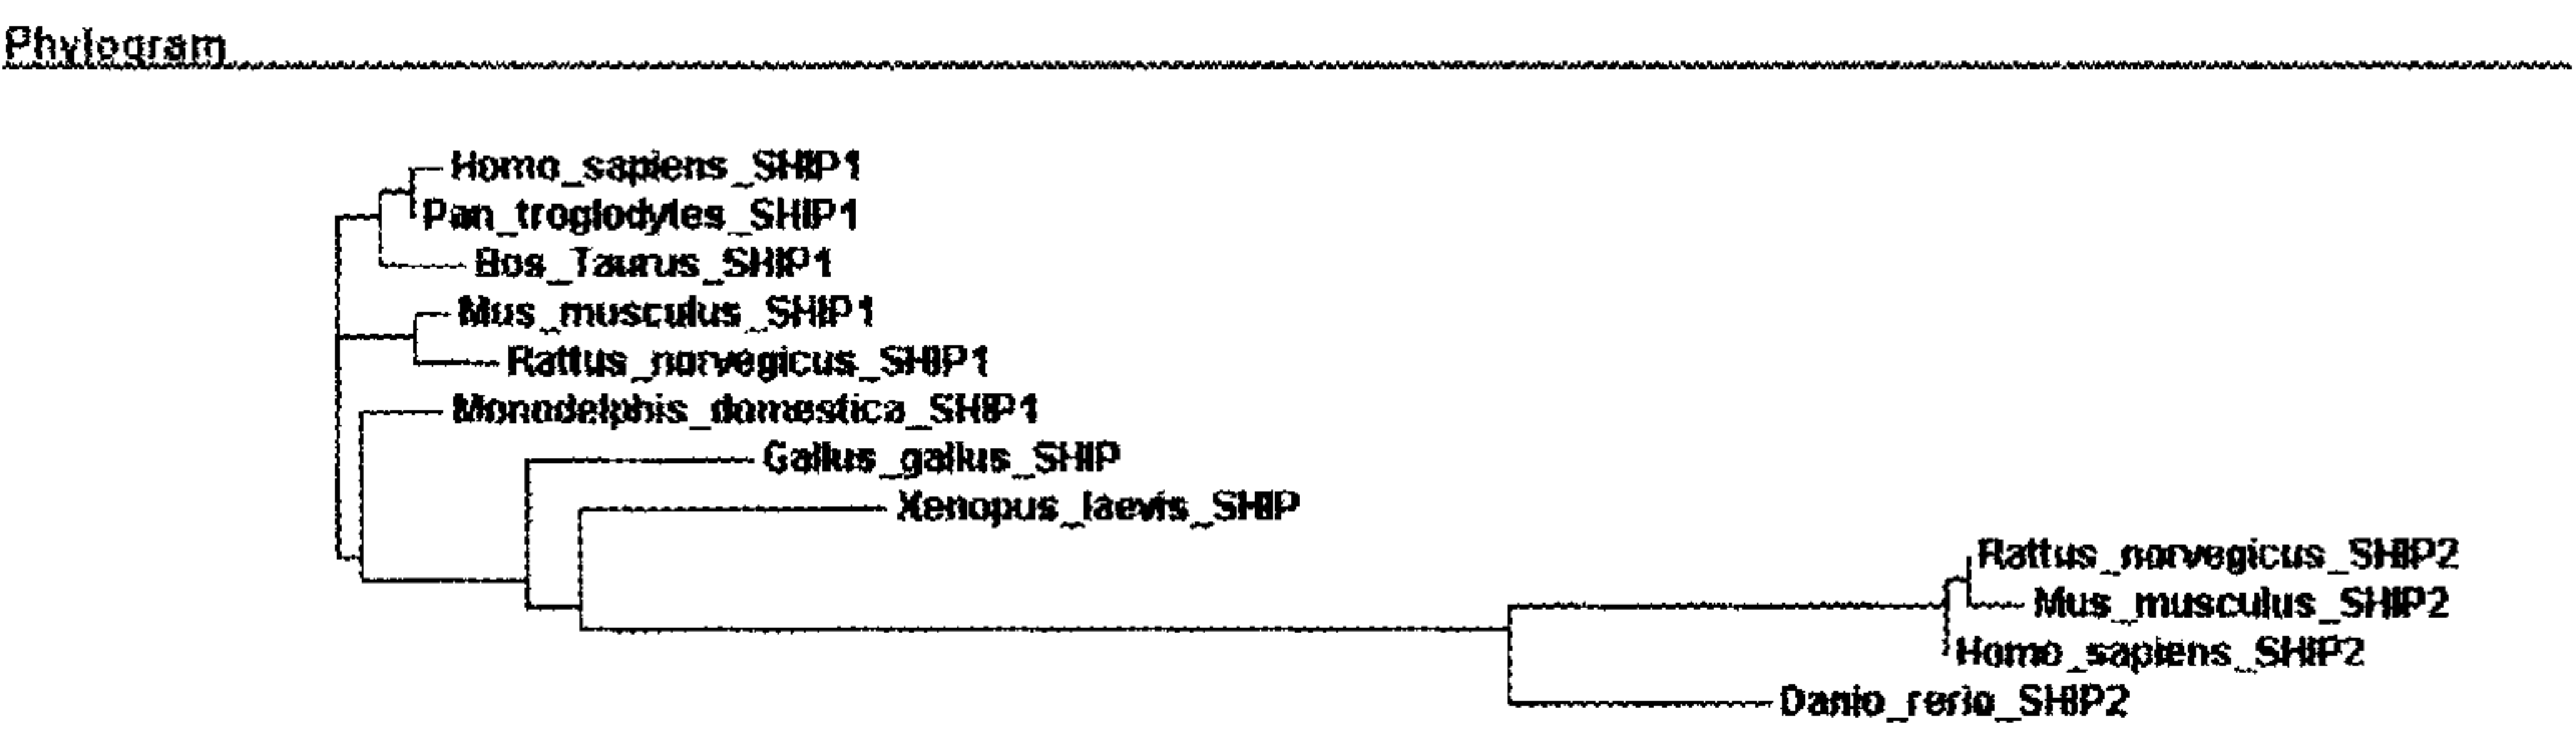 Phylogram
Homo_sapiens_SHIP1
Pan_troglodytes_SHIP1
Bos_Taurus_SHIP1
Mus_musculus_SHIP1
Rattus_norvegicus_SHIP1
Monodelphis_domestica_SHIP1
Gallus_gallus_SHIP
Xenopus_laevis_SHIP
Rattus_norvegicus_SHIP2
Mus_musculus_SHIP2
Homo_sapiens_SHIP2
Danio_rerio_SHIP2